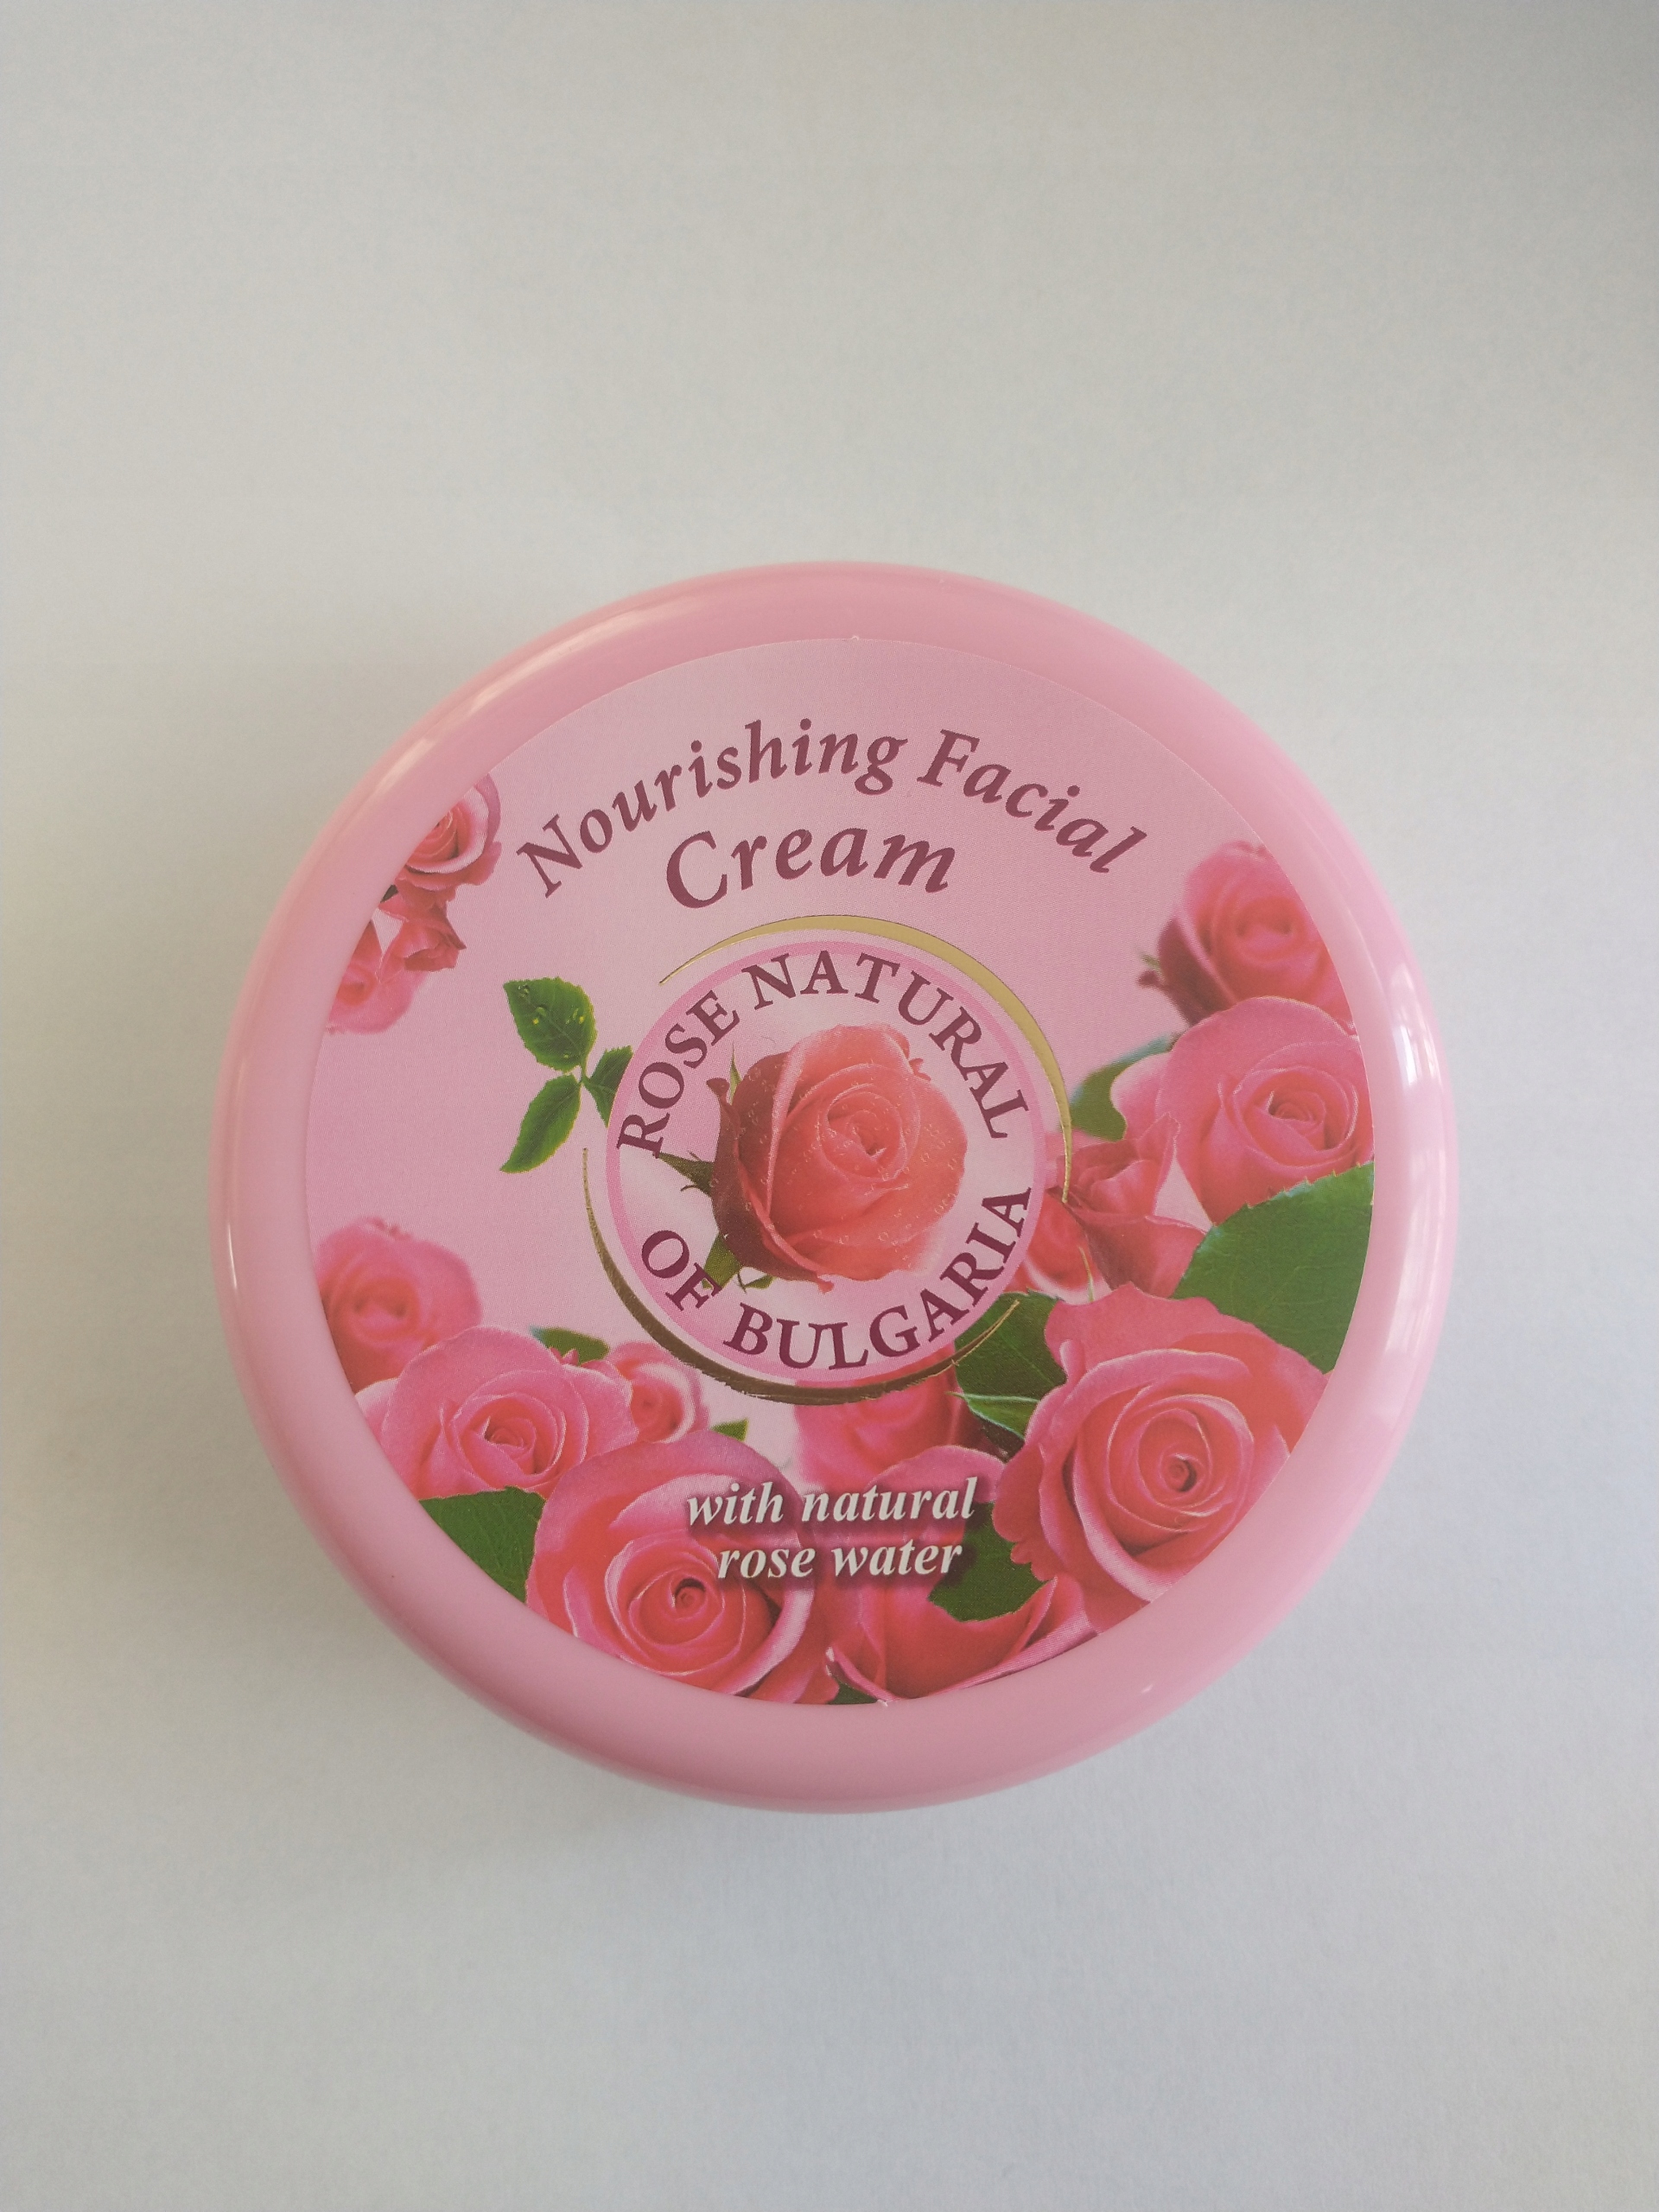 Nourishing Facial
Cream
ROSE NATURAL
OF BULGARIA
with natural
rose water